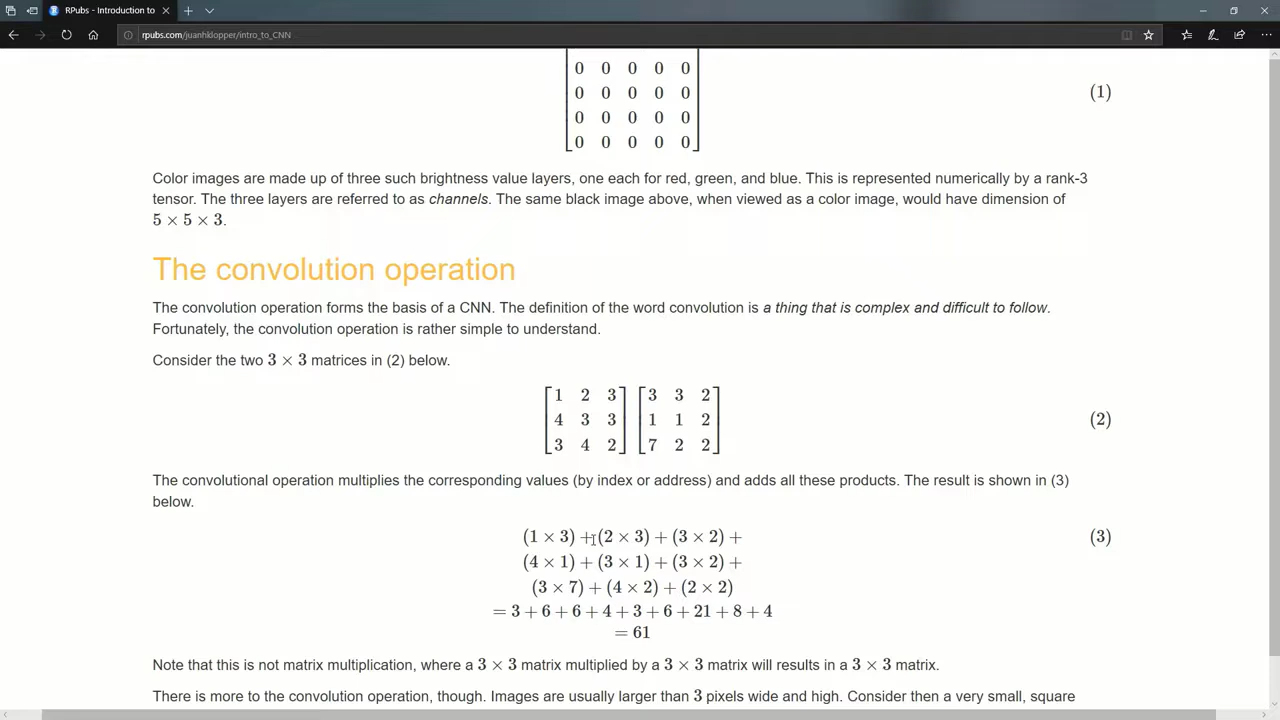 RPubs - Introduction to
rpubs.com/juanhklopper/intro_to_CNN
0 0 0 0 0
0 0 0 0 0 (1)
0 0 0 0 0
0 0 0 0 0
Color images are made up of three such brightness value layers, one each for red, green, and blue. This is represented numerically by a rank-3
tensor. The three layers are referred to as channels. The same black image above, when viewed as a color image, would have dimension of
5 × 5 × 3.
The convolution operation
The convolution operation forms the basis of a CNN. The definition of the word convolution is a thing that is complex and difficult to follow.
Fortunately, the convolution operation is rather simple to understand.
Consider the two 3 × 3 matrices in (2) below.
1 2 3 3 3 2
4 3 3 1 1 2 (2)
3 4 2 7 2 2
The convolutional operation multiplies the corresponding values (by index or address) and adds all these products. The result is shown in (3)
below.
(1 × 3) + (2 × 3) + (3 × 2) + (3)
(4 × 1) + (3 × 1) + (3 × 2) +
(3 × 7) + (4 × 2) + (2 × 2)
= 3 + 6 + 6 + 4 + 3 + 6 + 21 + 8 + 4
= 61
Note that this is not matrix multiplication, where a 3 × 3 matrix multiplied by a 3 × 3 matrix will results in a 3 × 3 matrix.
There is more to the convolution operation, though. Images are usually larger than 3 pixels wide and high. Consider then a very small, square